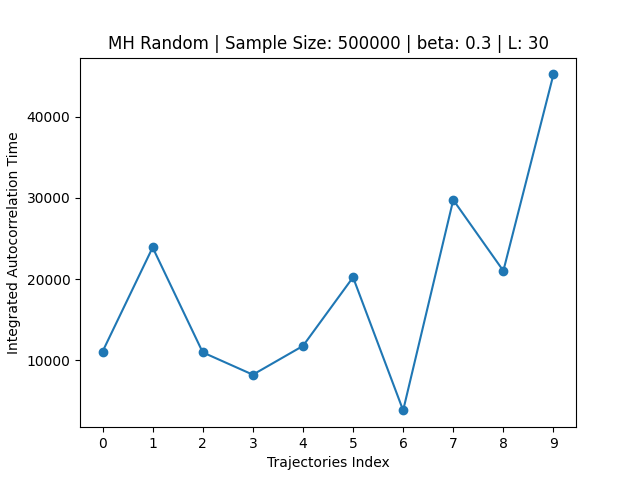 MH Random | Sample Size: 500000 | beta: 0.3 | L: 30
Integrated Autocorrelation Time
40000
30000
20000
10000
0 1 2 3 4 5 6 7 8 9
Trajectories Index